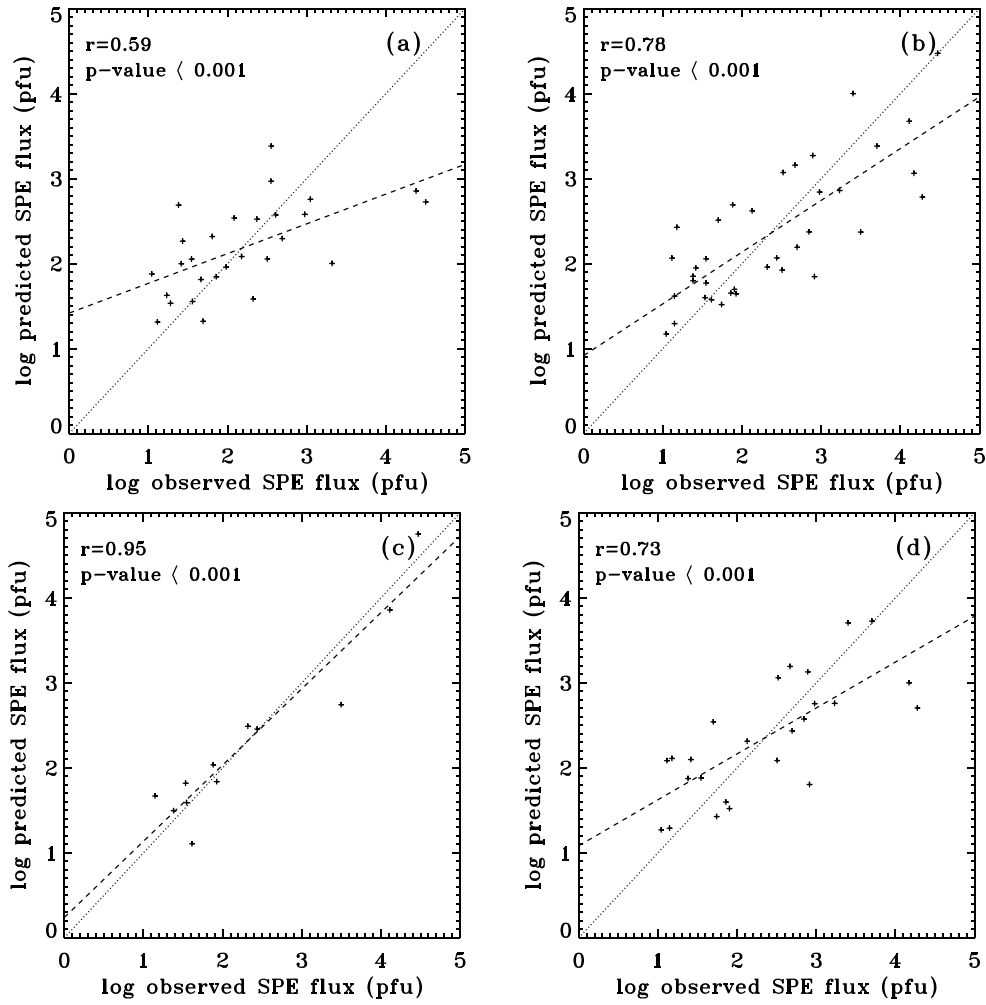 5
r=0.59
(a)
p-value < 0.001
4
3
2
1
0
log predicted SPE flux (pfu)
0 1 2 3 4 5
log observed SPE flux (pfu)
5
r=0.78
(b)
p-value < 0.001
4
3
2
1
0
log predicted SPE flux (pfu)
0 1 2 3 4 5
log observed SPE flux (pfu)
5
r=0.95
(c)
p-value < 0.001
4
3
2
1
0
log predicted SPE flux (pfu)
0 1 2 3 4 5
log observed SPE flux (pfu)
5
r=0.73
(d)
p-value < 0.001
4
3
2
1
0
log predicted SPE flux (pfu)
0 1 2 3 4 5
log observed SPE flux (pfu)